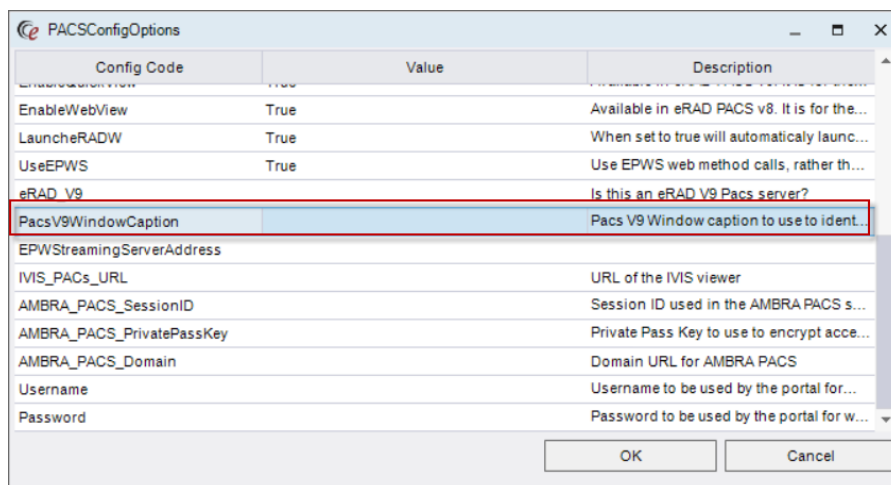 PACSConfigOptions
Config Code Value Description
EnableWebView True Available in eRAD PACS v8. It is for the...
LauncheRADW True When set to true will automaticaly launc...
UseEPWS True Use EPWS web method calls, rather th...
eRAD_V9 Is this an eRAD V9 Pacs server?
PacsV9WindowCaption Pacs V9 Window caption to use to ident...
EPWStreamingServerAddress
IVIS_PACs_URL URL of the IVIS viewer
AMBRA_PACS_SessionID Session ID used in the AMBRA PACS s...
AMBRA_PACS_PrivatePassKey Private Pass Key to use to encrypt acce...
AMBRA_PACS_Domain Domain URL for AMBRA PACS
Username Username to be used by the portal for...
Password Password to be used by the portal for w...
OK Cancel